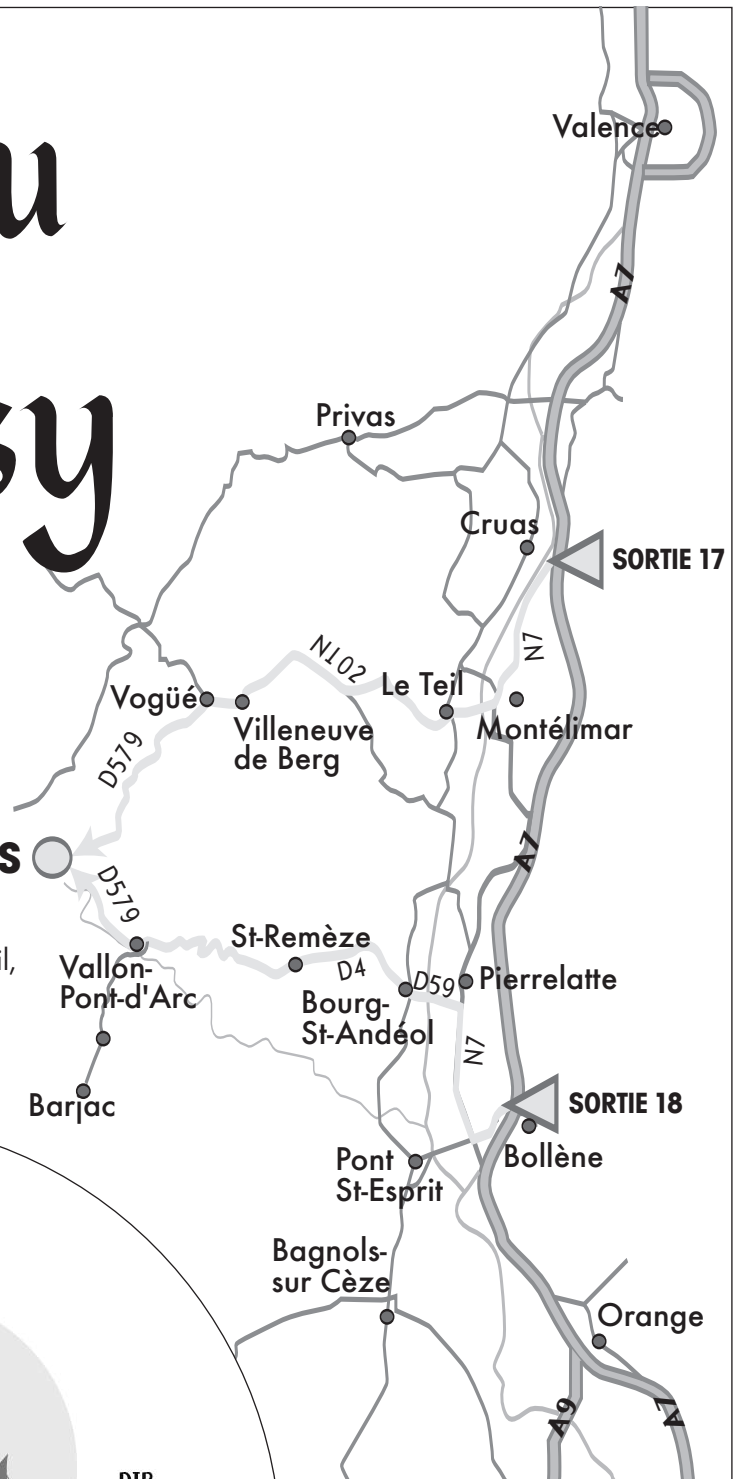 u
Valence
A7
sy
Privas
Cruas
SORTIE 17
N7
N102
Le Teil
Vogüé
Villeneuve
de Berg
Montélimar
D579
A7
s
D579
il,
St-Remèze
D4
Vallon-
Pont-d'Arc
D59
Pierrelatte
Bourg-
St-Andéol
N7
Barjac
SORTIE 18
Bollène
Pont
St-Esprit
Bagnols-
sur Cèze
Orange
A9
A7